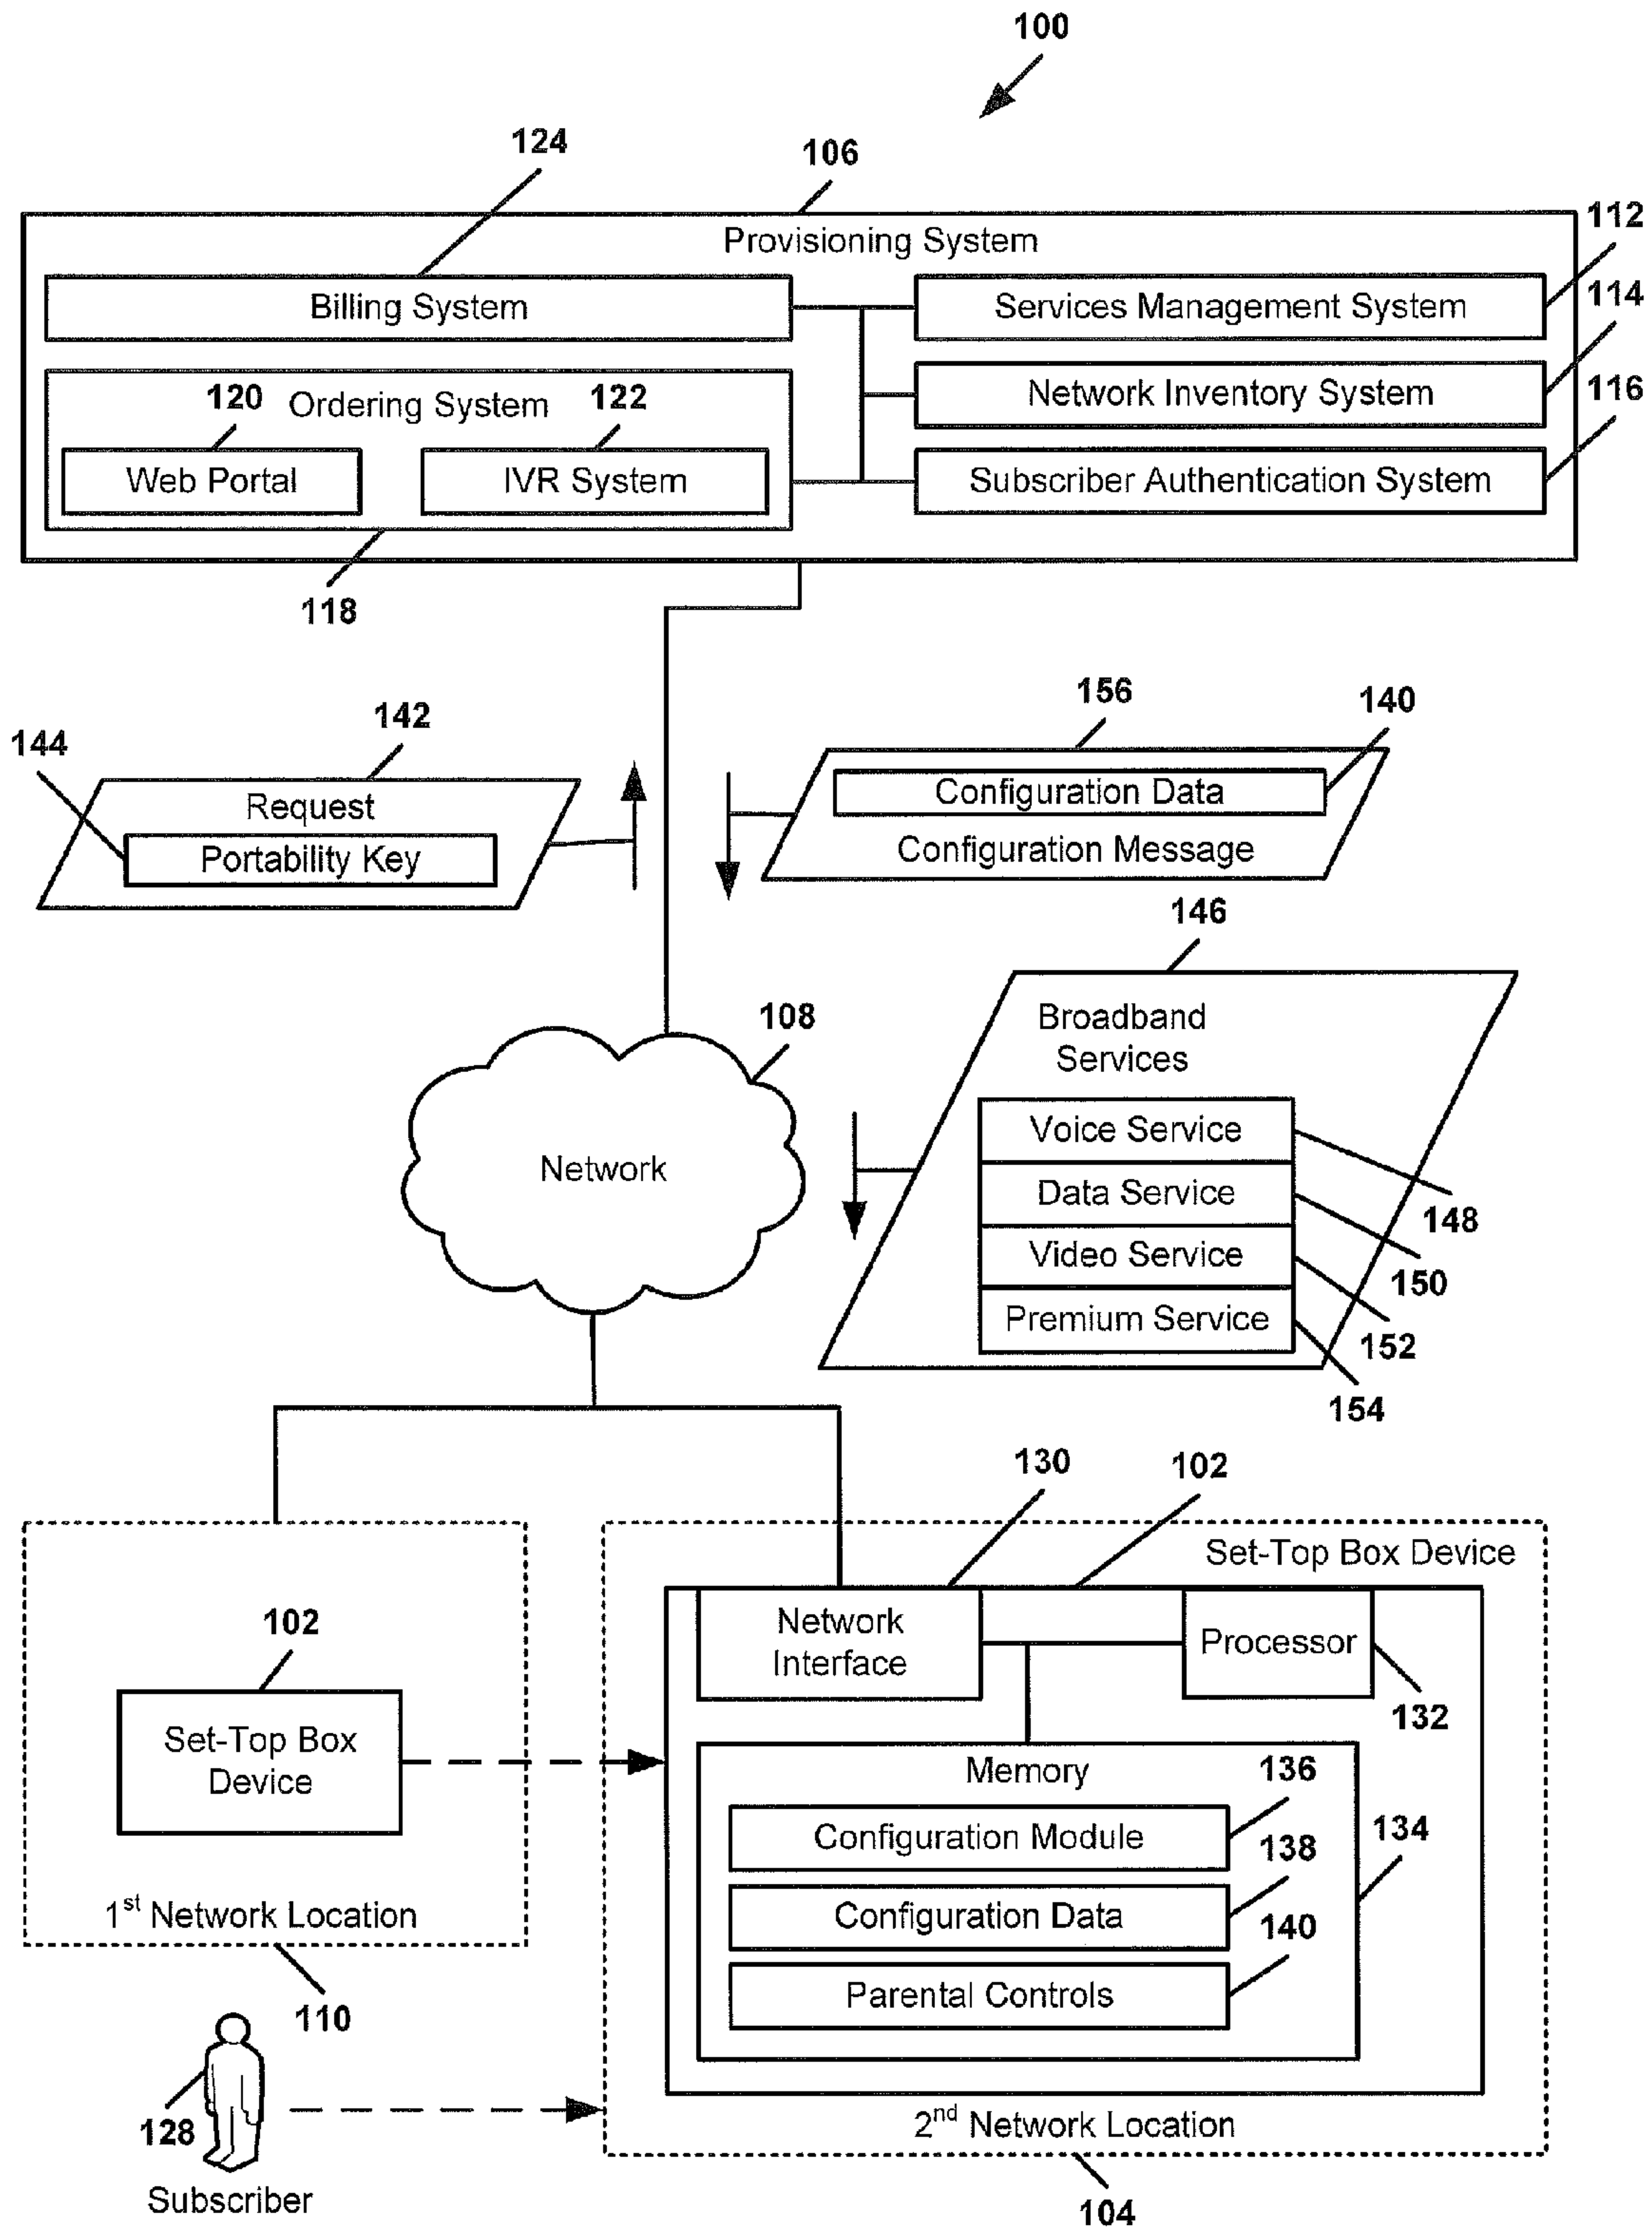 100
124
106
112
Provisioning System
Billing System
Services Management System
114
120
Ordering System
122
Network Inventory System
116
Web Portal
IVR System
Subscriber Authentication System
118
156
140
142
144
Request
Portability Key
Configuration Data
Configuration Message
146
Broadband
Services
108
Network
Voice Service
Data Service
Video Service
Premium Service
148
150
152
154
130
102
Set-Top Box Device
102
Network
Interface
Processor
132
Set-Top Box
Device
Memory
136
Configuration Module
134
138
Configuration Data
140
Parental Controls
1st Network Location
110
128
2nd Network Location
Subscriber
104